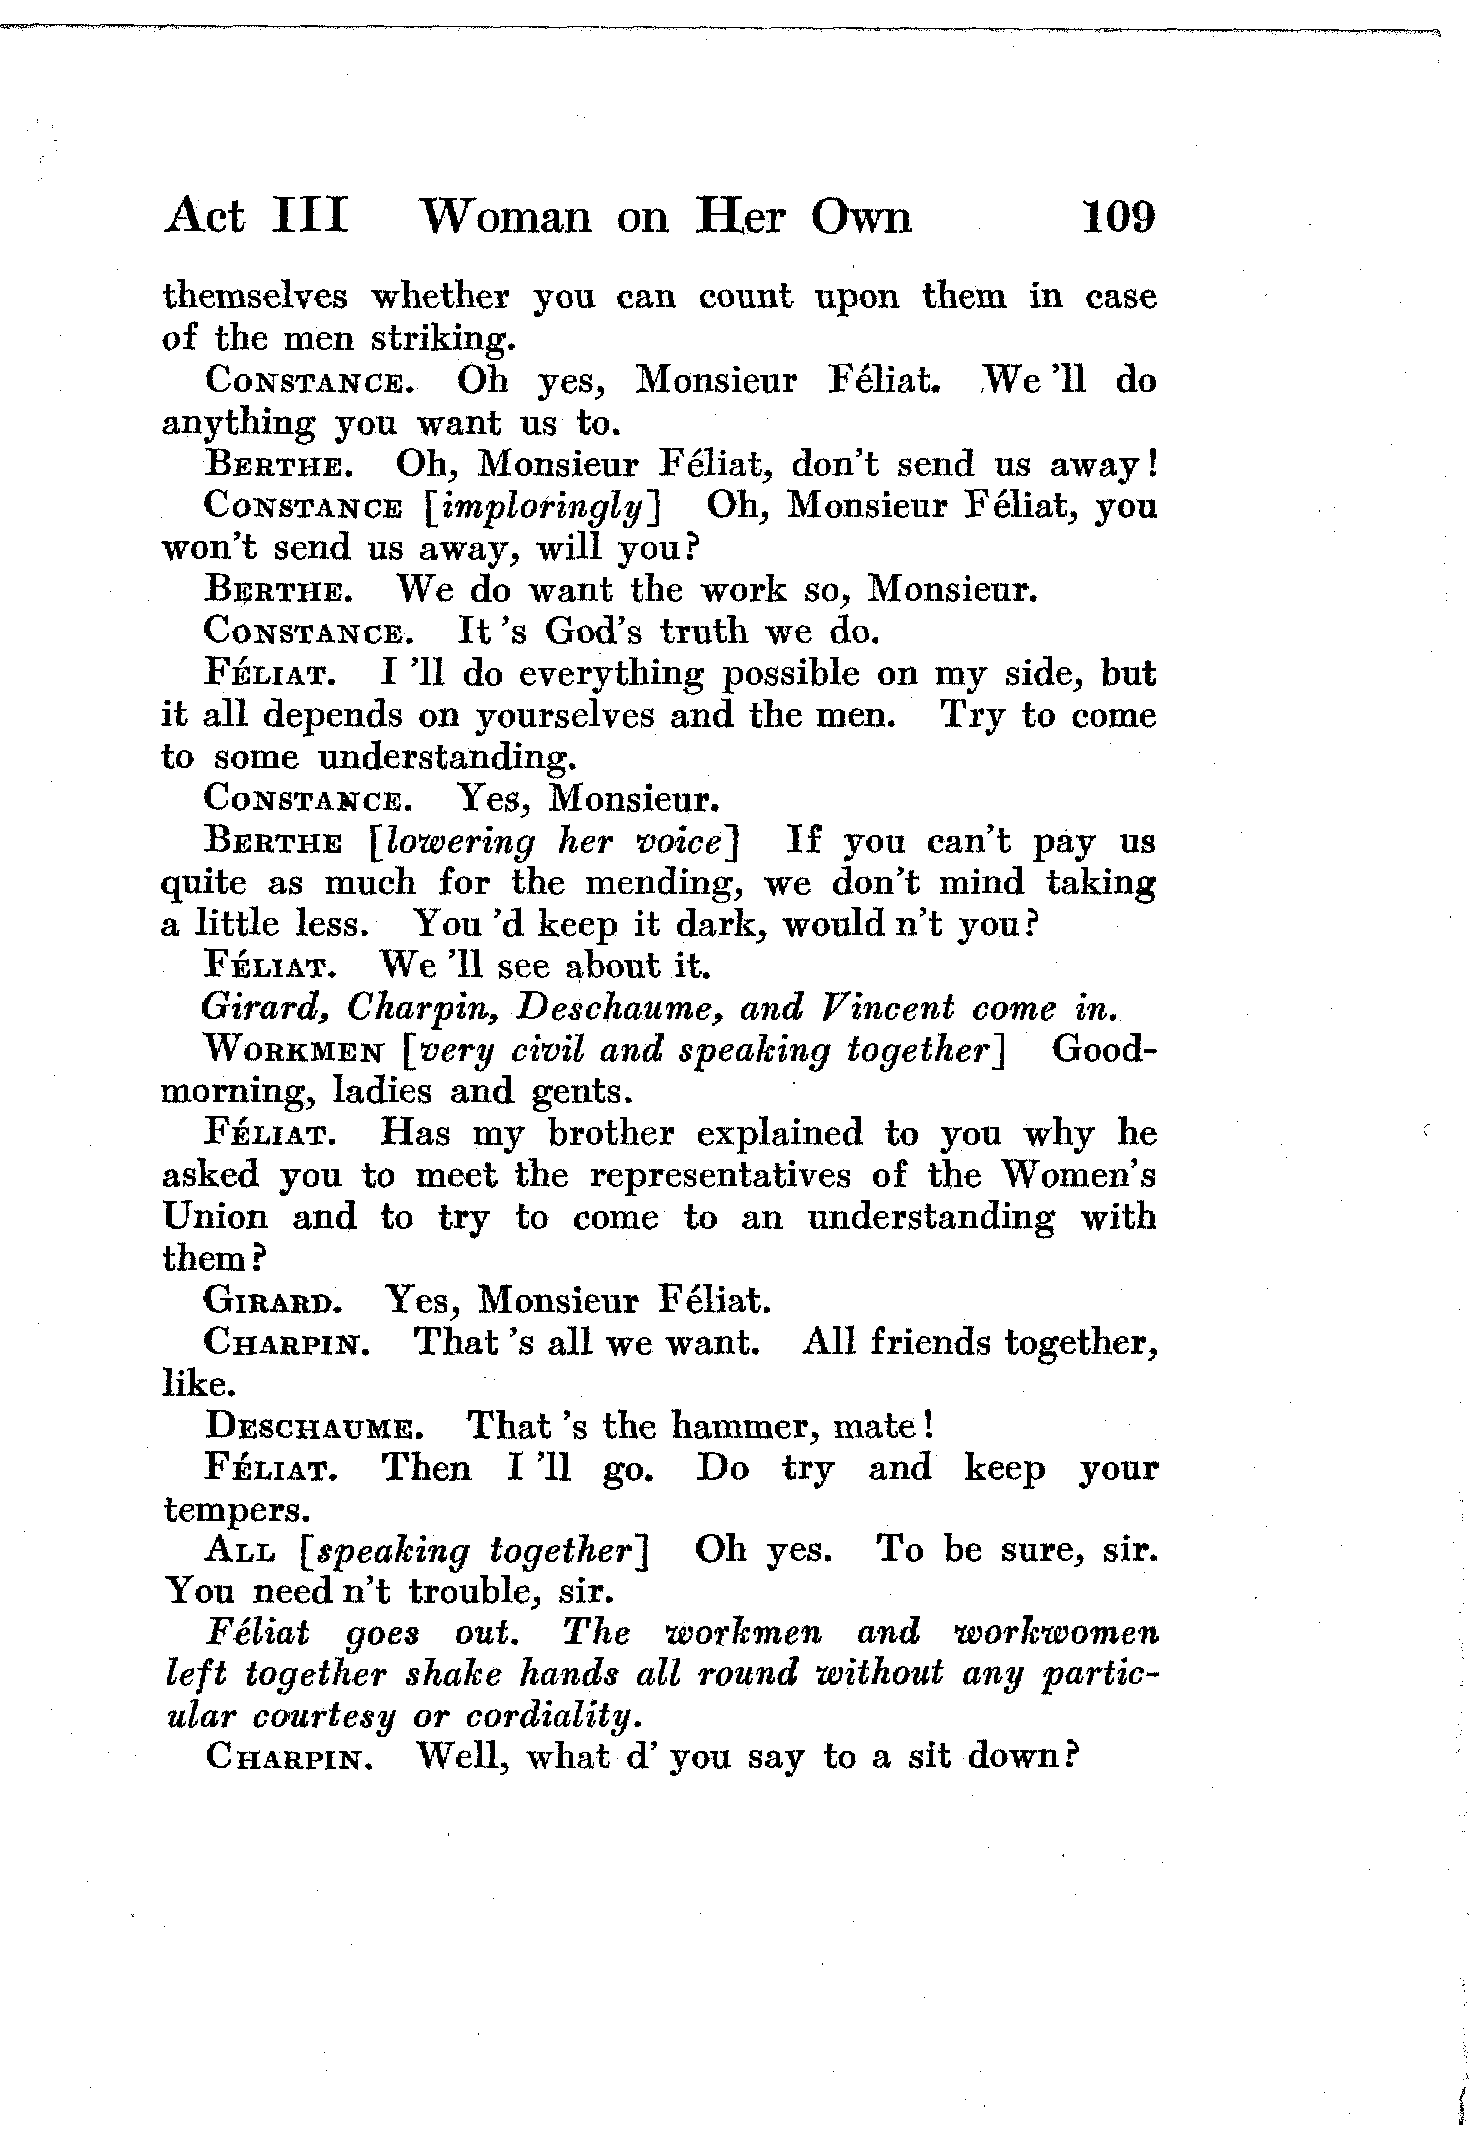 Act III Woman on Her Own 109
themselves whether you can count upon them in case
of the men striking.
CONSTANCE. Oh yes, Monsieur Féliat. We 'll do
anything you want us to.
BERTHE. Oh, Monsieur Féliat, don't send us away!
CONSTANCE [imploringly] Oh, Monsieur Féliat, you
won't send us away, will you?
BERTHE. We do want the work so, Monsieur.
CONSTANCE. It 's God's truth we do.
FÉLIAT. I 'll do everything possible on my side, but
it all depends on yourselves and the men. Try to come
to some understanding.
CONSTANCE. Yes, Monsieur.
BERTHE [lowering her voice] If you can't pay us
quite as much for the mending, we don't mind taking
a little less. You 'd keep it dark, would n't you?
FÉLIAT. We 'll see about it.
Girard, Charpin, Deschaume, and Vincent come in.
WORKMEN [very civil and speaking together] Good-
morning, ladies and gents.
FÉLIAT. Has my brother explained to you why he
asked you to meet the representatives of the Women's
Union and to try to come to an understanding with
them?
GIRARD. Yes, Monsieur Féliat.
CHARPIN. That 's all we want. All friends together,
like.
DESCHAUME. That 's the hammer, mate!
FÉLIAT. Then I 'll go. Do try and keep your
tempers.
ALL [speaking together] Oh yes. To be sure, sir.
You need n't trouble, sir.
Féliat goes out. The workmen and workwomen
left together shake hands all round without any partic-
ular courtesy or cordiality.
CHARPIN. Well, what d' you say to a sit down?